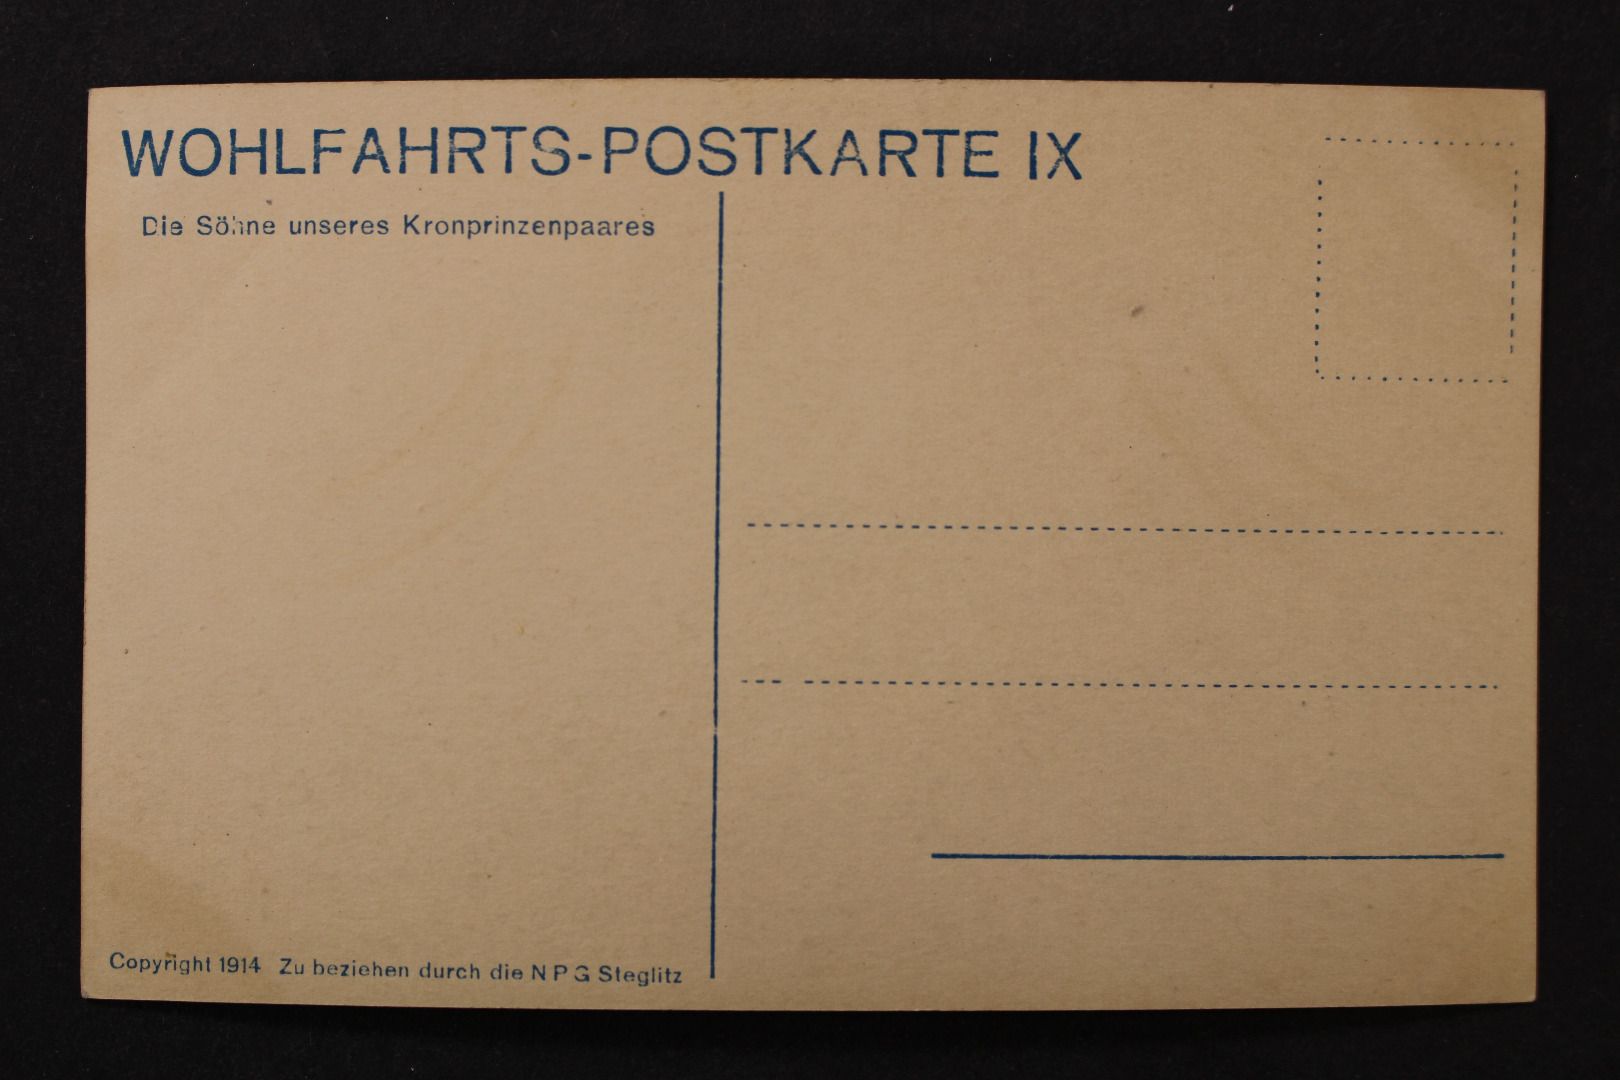 WOHLFAHRTS-POSTKARTE IX
Die Söhne unseres Kronprinzenpaares
Copyright 1914 Zu beziehen durch die N P G Steglitz